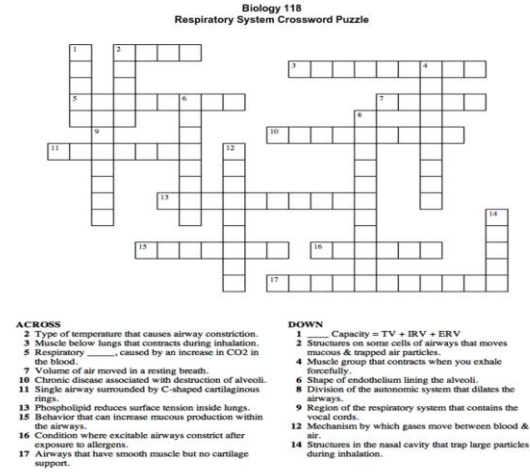 Biology 118
Respiratory System Crossword Puzzle
1 2
3 4
5 6 7
8
9 10
11 12
13
14
15 16
17
ACROSS
2 Type of temperature that causes airway constriction.
3 Muscle below lungs that contracts during inhalation.
5 Respiratory ______, caused by an increase in CO2 in
the blood.
7 Volume of air moved in a resting breath.
10 Chronic disease associated with destruction of alveoli.
11 Single airway surrounded by C-shaped cartilaginous
rings.
13 Phospholipid reduces surface tension inside lungs.
15 Behavior that can increase mucous production within
the airways.
16 Condition where excitable airways constrict after
exposure to allergens.
17 Airways that have smooth muscle but no cartilage
support.
DOWN
1 ____ Capacity = TV + IRV + ERV
2 Structures on some cells of airways that moves
mucous & trapped air particles.
4 Muscle group that contracts when you exhale
forcefully.
6 Shape of endothelium lining the alveoli.
8 Division of the autonomic system that dilates the
airways.
9 Region of the respiratory system that contains the
vocal cords.
12 Mechanism by which gases move between blood &
air.
14 Structures in the nasal cavity that trap large particles
during inhalation.